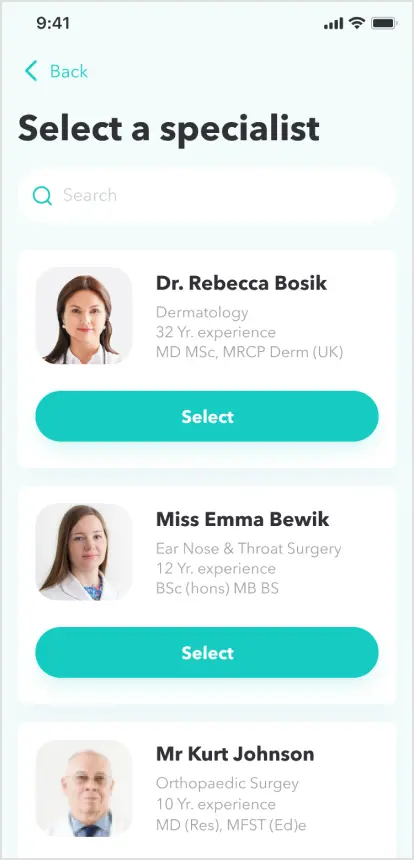 9:41
Back
Select a specialist
Search
Dr. Rebecca Bosik
Dermatology
32 Yr. experience
MD MSc, MRCP Derm (UK)
Select
Miss Emma Bewik
Ear Nose & Throat Surgery
12 Yr. experience
BSc (hons) MB BS
Select
Mr Kurt Johnson
Orthopaedic Surgey
10 Yr. experience
MD (Res), MFST (Ed)e